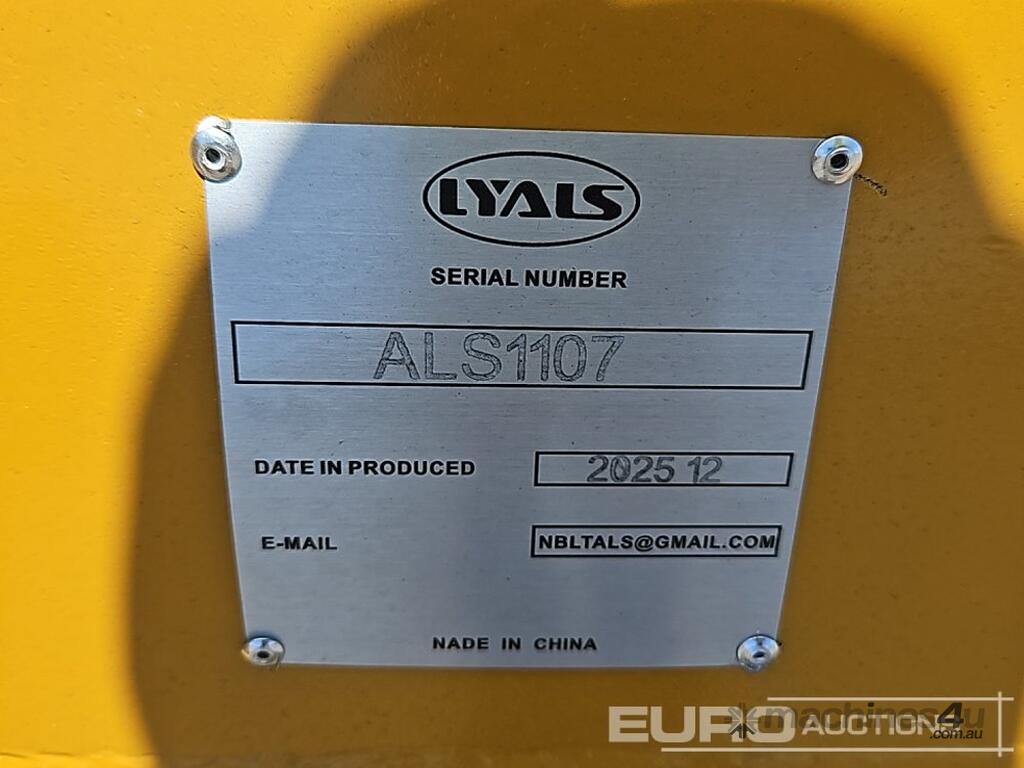 LYALS
SERIAL NUMBER
ALS1107
DATE IN PRODUCED 2025 12
E-MAIL NBLTALS@GMAIL.COM
NADE IN CHINA
EURO AUCTIONS
machines4u
.com.au